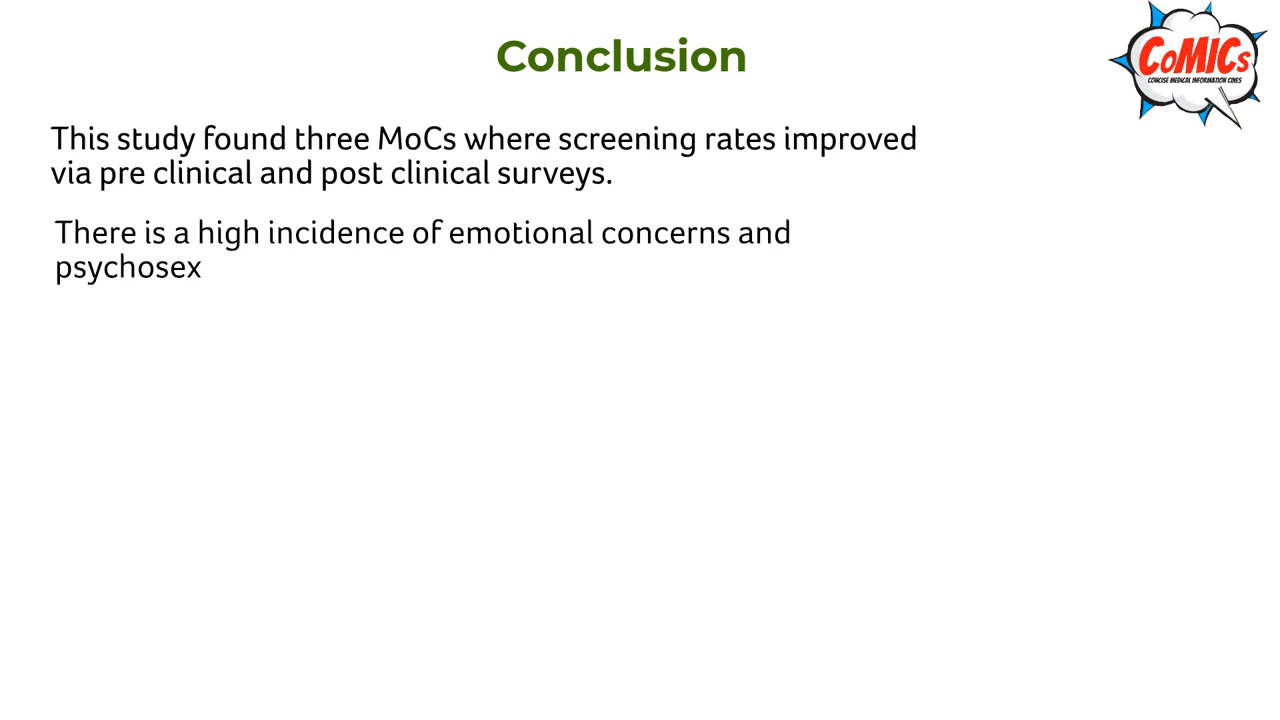 Conclusion
CoMICs
CONCISE MEDICAL INFORMATION CINES
This study found three MoCs where screening rates improved
via pre clinical and post clinical surveys.
There is a high incidence of emotional concerns and
psychosex